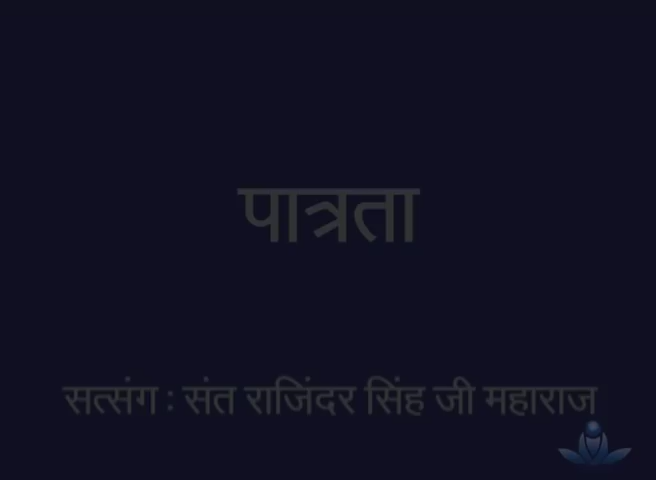 पात्रता
सत्संग : संत राजिंदर सिंह जी महाराज